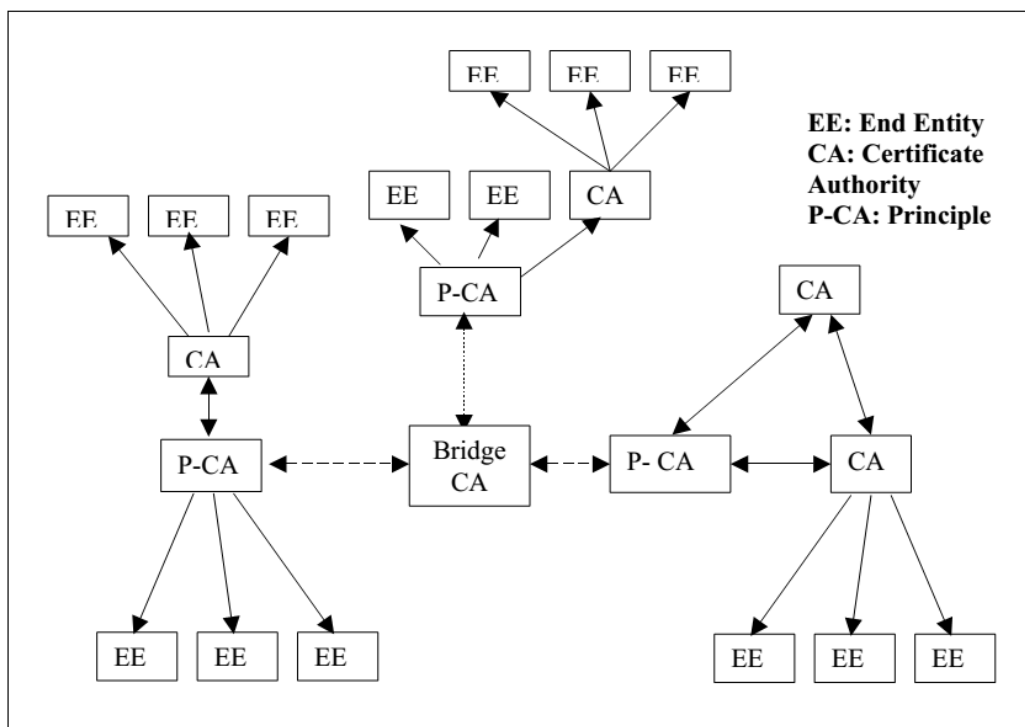 EE EE EE
EE: End Entity
CA: Certificate
Authority
P-CA: Principle
EE EE CA
EE EE EE
P-CA
CA
CA
P-CA
Bridge
CA
P- CA
CA
EE EE EE
EE EE EE